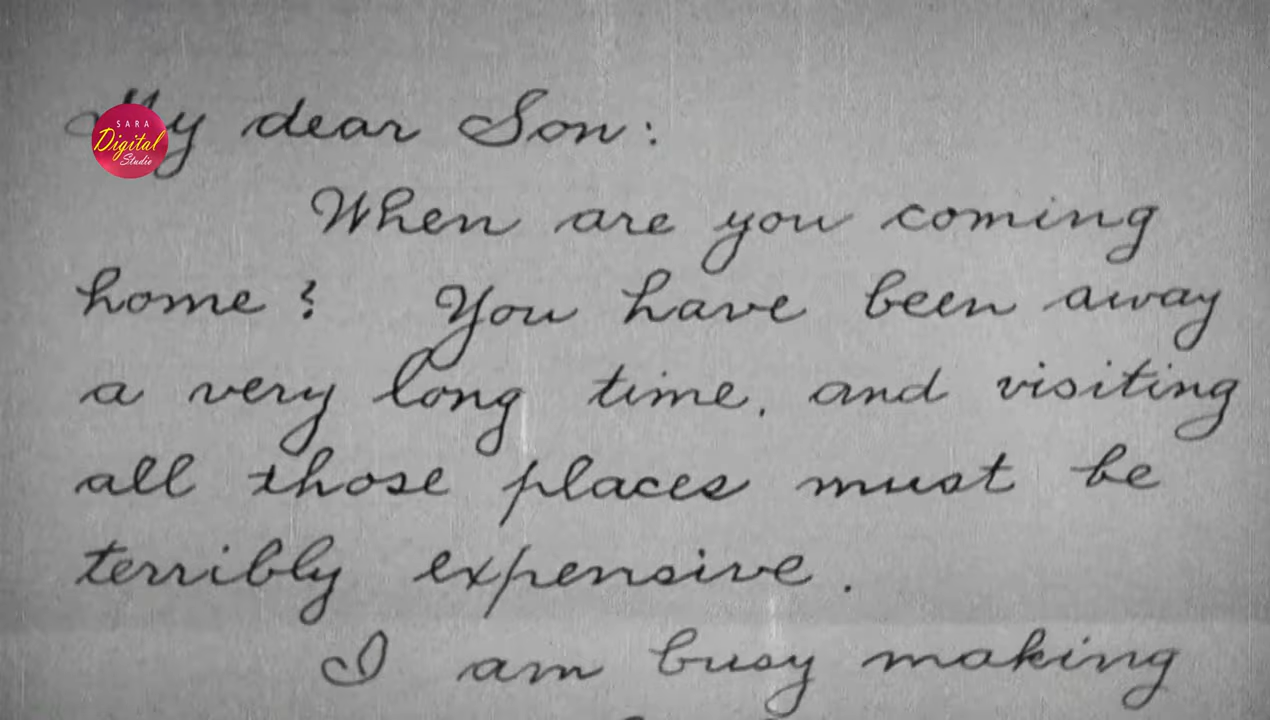 My dear Son:
SARA
Digital
Studio
When are you coming
home? You have been away
a very long time, and visiting
all those places must be
terribly expensive.
I am busy making